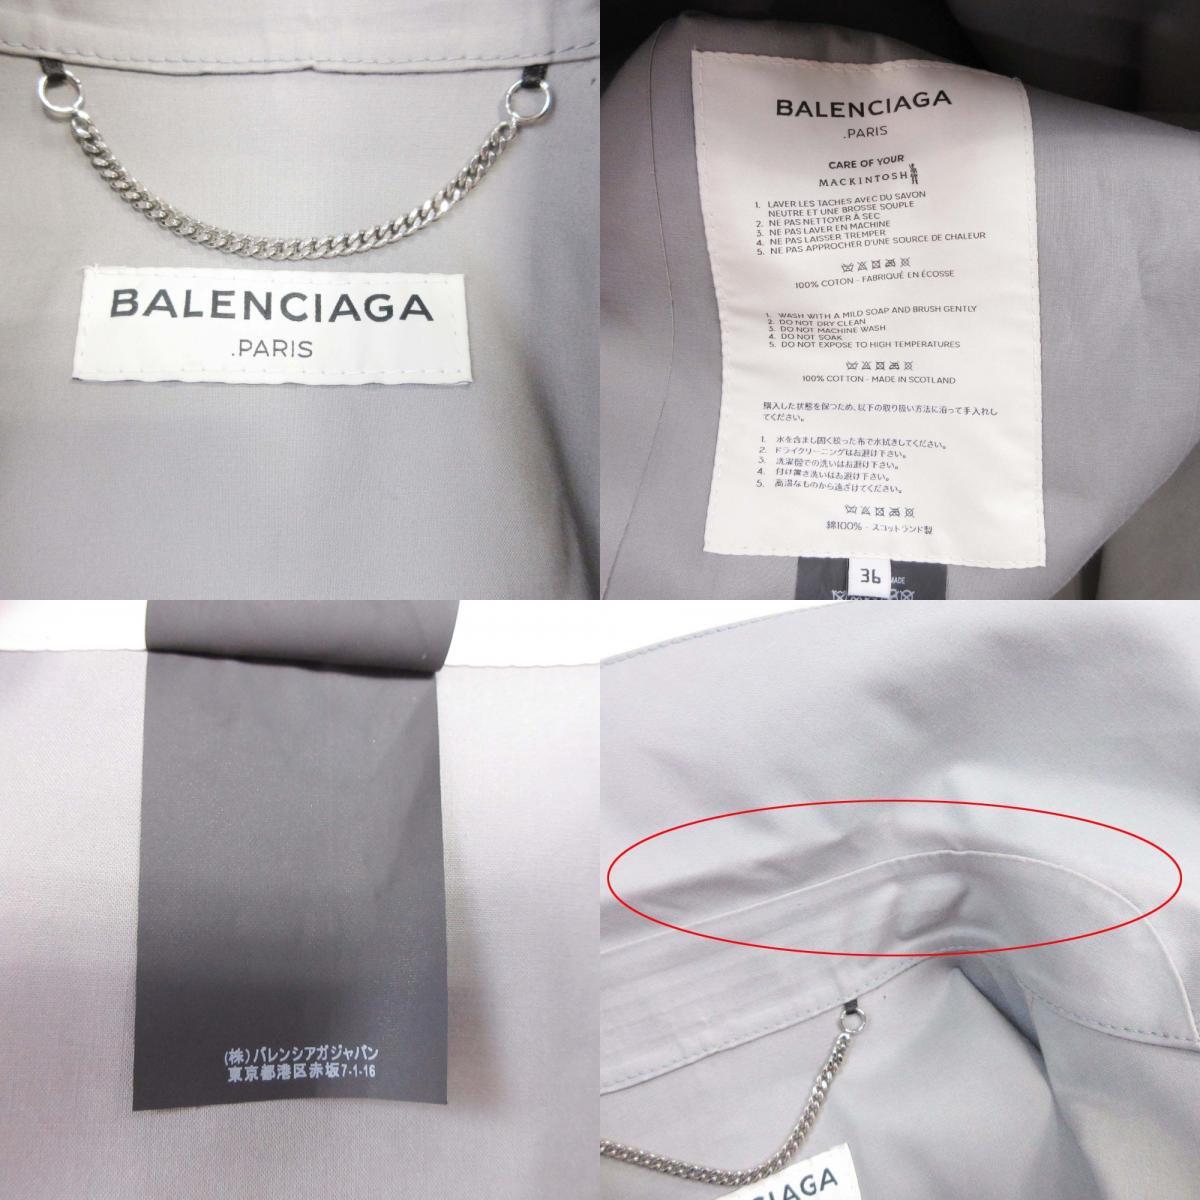 BALENCIAGA
.PARIS
BALENCIAGA
.PARIS
CARE OF YOUR
MACKINTOSH
1. LAVER LES TACHES AVEC DU SAVON
NEUTRE ET UNE BROSSE SOUPLE
2. NE PAS NETTOYER À SEC
3. NE PAS LAVER EN MACHINE
4. NE PAS LAISSER TREMPER
5. NE PAS APPROCHER D'UNE SOURCE DE CHALEUR
100% COTON - FABRIQUÉ EN ÉCOSSE
1. WASH WITH A MILD SOAP AND BRUSH GENTLY
2. DO NOT DRY CLEAN
3. DO NOT MACHINE WASH
4. DO NOT SOAK
5. DO NOT EXPOSE TO HIGH TEMPERATURES
100% COTTON - MADE IN SCOTLAND
購入した状態を保つため、以下の取り扱い方法に沿って手入れし
てください。
1. 水を含まし固く絞った布で水拭きしてください。
2. ドライクリーニングはお避け下さい。
3. 洗濯機での洗いはお避け下さい。
4. 付け置き洗いはお避け下さい。
5. 高温なものから遠ざけてください。
綿100% - スコットランド製
36
MADE
(株)バレンシアガジャパン
東京都港区赤坂7-1-16
IAGA